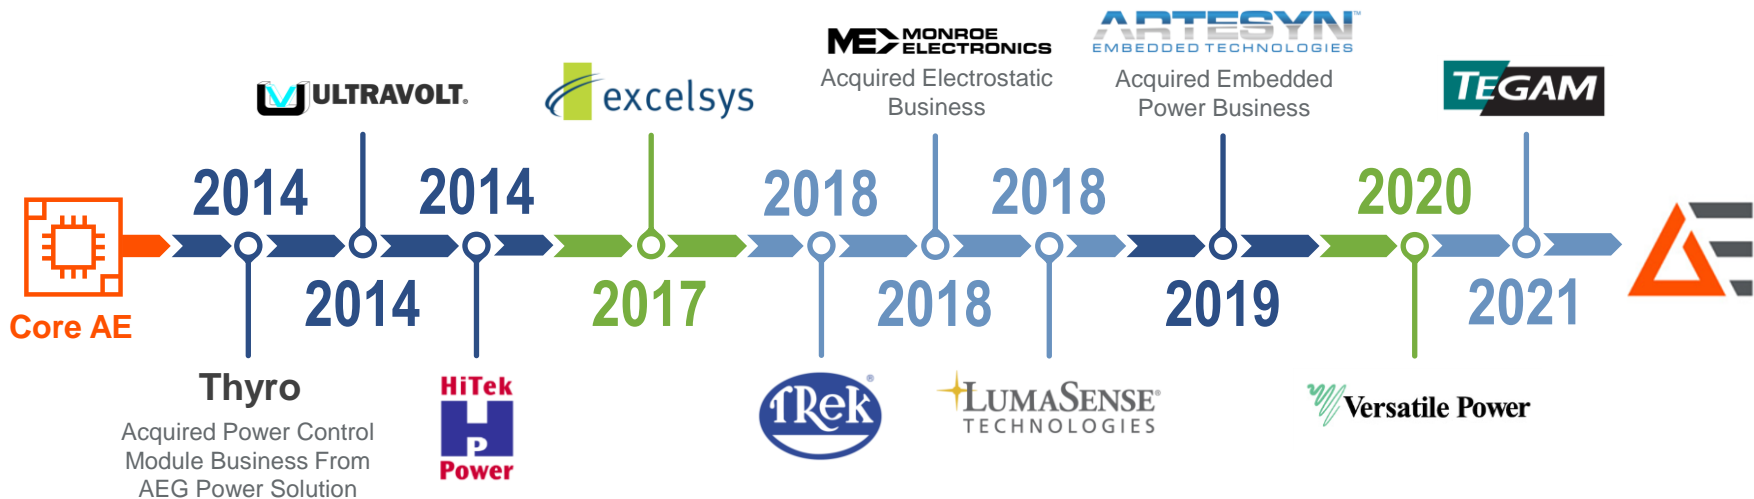 MONROE
ELECTRONICS
ARTESYN™
EMBEDDED TECHNOLOGIES
ULTRAVOLT.
excelsys
Acquired Electrostatic
Business
Acquired Embedded
Power Business
TEGAM
2014
2014
2018
2018
2020
Core AE
2014
2017
2018
2019
2021
Thyro
Acquired Power Control
Module Business From
AEG Power Solution
HiTek
H
P
Power
TRek®
LUMASENSE®
TECHNOLOGIES
Versatile Power